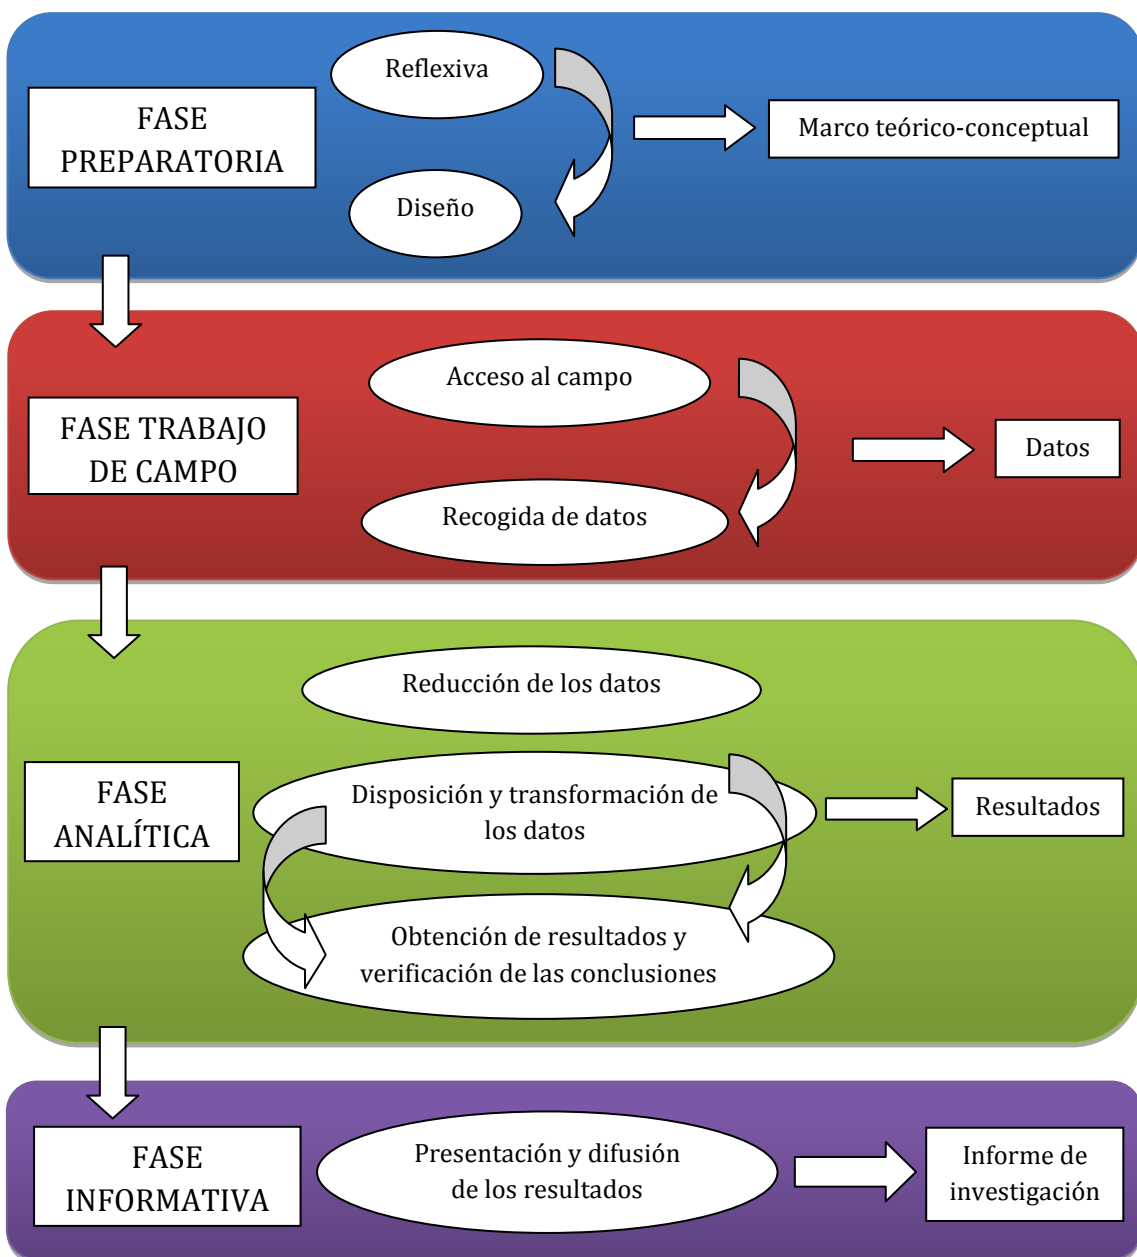 FASE
PREPARATORIA
Reflexiva
Diseño
Marco teórico-conceptual
FASE TRABAJO
DE CAMPO
Acceso al campo
Recogida de datos
Datos
FASE
ANALÍTICA
Reducción de los datos
Disposición y transformación de
los datos
Obtención de resultados y
verificación de las conclusiones
Resultados
FASE
INFORMATIVA
Presentación y difusión
de los resultados
Informe de
investigación